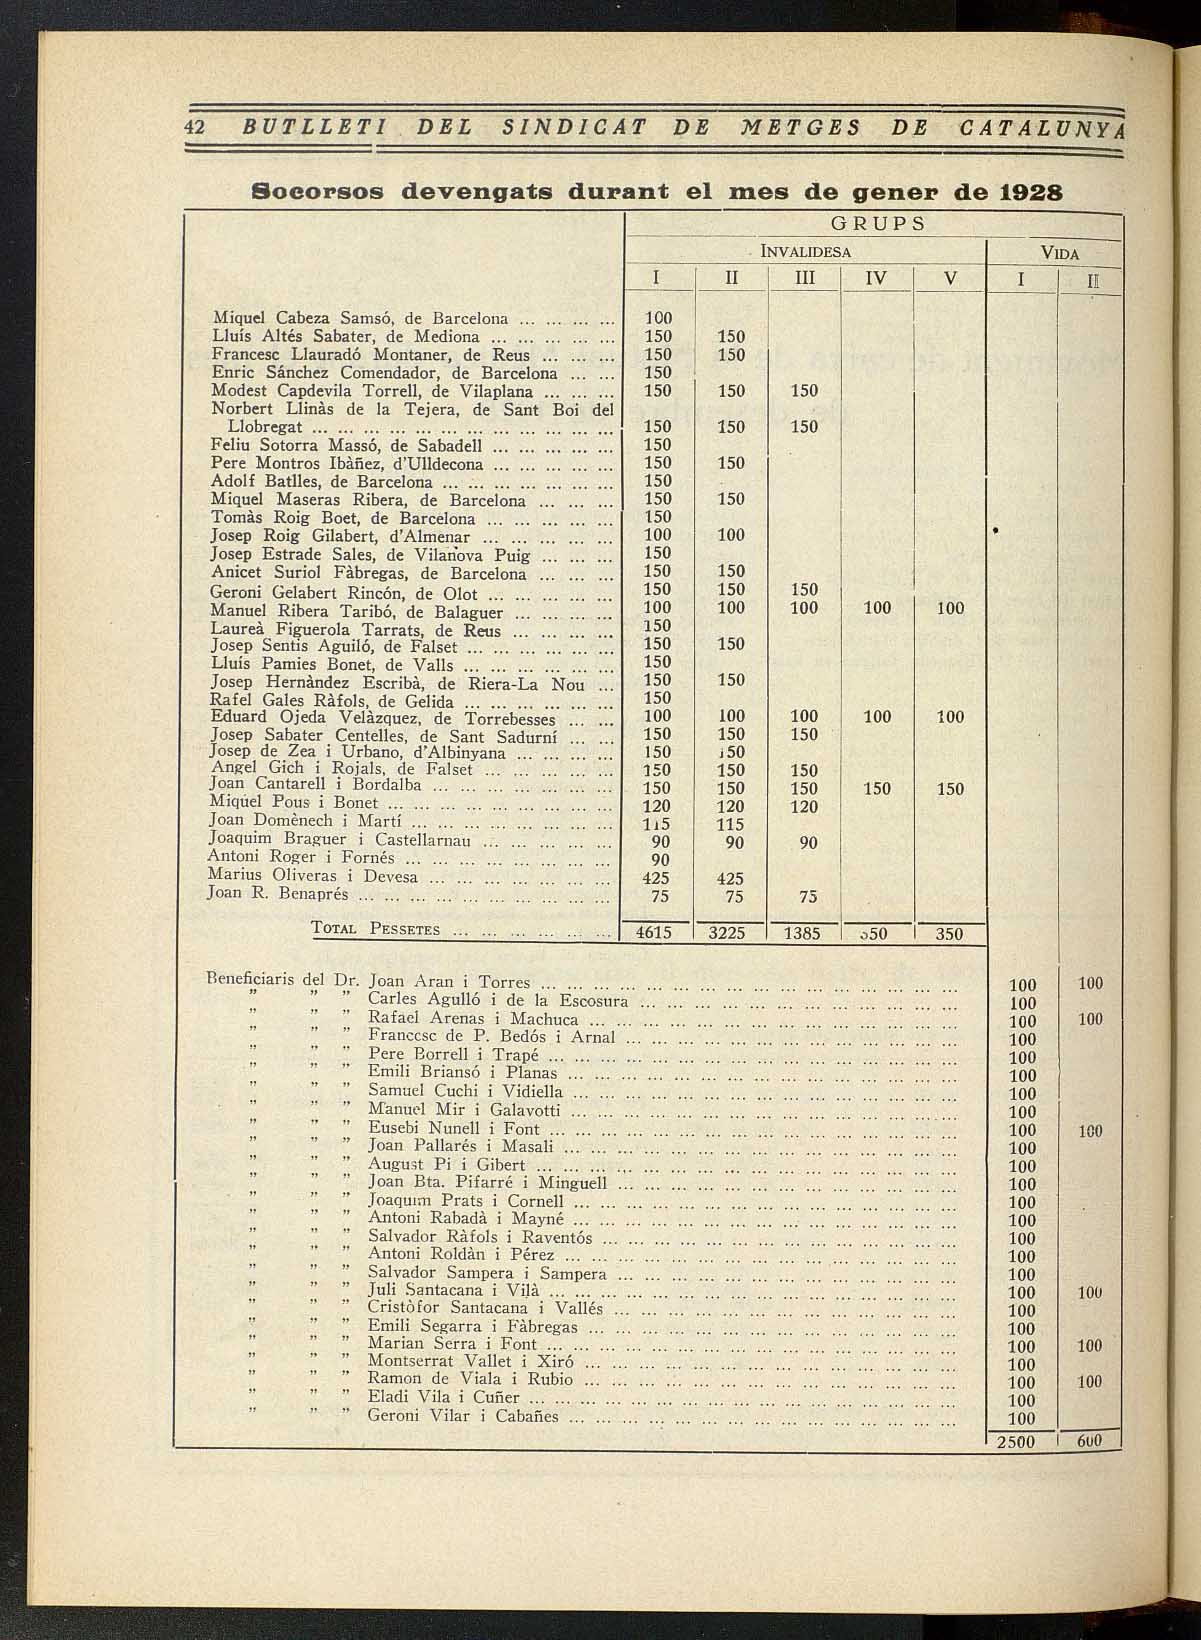 42 BUTLLETI DEL SINDICAT DE METGES DE CATALUNYA
Socorsos devengats durant el mes de gener de 1928
GRUPS
INVALIDESA VIDA
I II III IV V I II
Miquel Cabeza Samsó, de Barcelona ... ... ... ... 100
Lluís Altés Sabater, de Mediona ... ... ... ... ... 150 150
Francesc Llauradó Montaner, de Reus ... ... ... 150 150
Enric Sánchez Comendador, de Barcelona ... ... 150
Modest Capdevila Torrell, de Vilaplana ... ... ... 150 150 150
Norbert Llinàs de la Tejera, de Sant Boi del
Llobregat ... ... ... ... ... ... ... ... ... ... ... ... 150 150 150
Feliu Sotorra Massó, de Sabadell ... ... ... ... ... 150
Pere Montros Ibàñez, d'Ulldecona ... ... ... ... ... 150 150
Adolf Batlles, de Barcelona ... ... ... ... ... ... ... 150
Miquel Maseras Ribera, de Barcelona ... ... ... 150 150
Tomàs Roig Boet, de Barcelona ... ... ... ... ... 150
Josep Roig Gilabert, d'Almenar ... ... ... ... ... 100 100
Josep Estrade Sales, de Vilanova Puig ... ... ... 150
Anicet Suriol Fàbregas, de Barcelona ... ... ... 150 150
Geroni Gelabert Rincón, de Olot ... ... ... ... ... 150 150 150
Manuel Ribera Taribó, de Balaguer ... ... ... ... 100 100 100 100 100
Laureà Figuerola Tarrats, de Reus ... ... ... ... 150
Josep Sentis Aguiló, de Falset ... ... ... ... ... ... 150 150
Lluís Pamies Bonet, de Valls ... ... ... ... ... ... 150
Josep Hernàndez Escribà, de Riera-La Nou ... 150 150
Rafel Gales Ràfols, de Gelida ... ... ... ... ... ... 150
Eduard Ojeda Velàzquez, de Torrebesses ... ... 100 100 100 100 100
Josep Sabater Centelles, de Sant Sadurní ... ... 150 150 150
Josep de Zea i Urbano, d'Albinyana ... ... ... ... 150 150
Angel Gich i Rojals, de Falset ... ... ... ... ... 150 150 150
Joan Cantarell i Bordalba ... ... ... ... ... ... ... 150 150 150 150 150
Miquel Pous i Bonet ... ... ... ... ... ... ... ... ... 120 120 120
Joan Domènech i Martí ... ... ... ... ... ... ... ... 115 115
Joaquim Braguer i Castellarnau ... ... ... ... ... 90 90 90
Antoni Roger i Fornés ... ... ... ... ... ... ... ... 90
Marius Oliveras i Devesa ... ... ... ... ... ... ... 425 425
Joan R. Benaprés ... ... ... ... ... ... ... ... ... ... 75 75 75
TOTAL PESSETES ... ... ... ... ... ... 4615 3225 1385 350 350
Beneficiaris del Dr. Joan Aran i Torres ... ... ... ... ... ... ... ... ... ... ... ... ... ... ... ... 100 100
" " " Carles Agulló i de la Escosura ... ... ... ... ... ... ... ... ... ... ... ... 100
" " " Rafael Arenas i Machuca ... ... ... ... ... ... ... ... ... ... ... ... ... ... 100 100
" " " Francesc de P. Bedós i Arnal ... ... ... ... ... ... ... ... ... ... ... ... ... 100
" " " Pere Borrell i Trapé ... ... ... ... ... ... ... ... ... ... ... ... ... ... ... ... 100
" " " Emili Briansó i Planas ... ... ... ... ... ... ... ... ... ... ... ... ... ... ... 100
" " " Samuel Cuchi i Vidiella ... ... ... ... ... ... ... ... ... ... ... ... ... ... ... 100
" " " Manuel Mir i Galavotti ... ... ... ... ... ... ... ... ... ... ... ... ... ... ... 100
" " " Eusebi Nunell i Font ... ... ... ... ... ... ... ... ... ... ... ... ... ... ... ... 100 100
" " " Joan Pallarés i Masali ... ... ... ... ... ... ... ... ... ... ... ... ... ... ... 100
" " " August Pi i Gibert ... ... ... ... ... ... ... ... ... ... ... ... ... ... ... ... 100
" " " Joan Bta. Pifarré i Minguell ... ... ... ... ... ... ... ... ... ... ... ... ... 100
" " " Joaquim Prats i Cornell ... ... ... ... ... ... ... ... ... ... ... ... ... ... ... 100
" " " Antoni Rabadà i Mayné ... ... ... ... ... ... ... ... ... ... ... ... ... ... ... 100
" " " Salvador Ràfols i Raventós ... ... ... ... ... ... ... ... ... ... ... ... ... ... 100
" " " Antoni Roldàn i Pérez ... ... ... ... ... ... ... ... ... ... ... ... ... ... ... 100
" " " Salvador Sampera i Sampera ... ... ... ... ... ... ... ... ... ... ... ... ... 100
" " " Juli Santacana i Vilà ... ... ... ... ... ... ... ... ... ... ... ... ... ... ... ... 100 100
" " " Cristòfor Santacana i Vallés ... ... ... ... ... ... ... ... ... ... ... ... ... 100
" " " Emili Segarra i Fàbregas ... ... ... ... ... ... ... ... ... ... ... ... ... ... 100
" " " Marian Serra i Font ... ... ... ... ... ... ... ... ... ... ... ... ... ... ... ... 100 100
" " " Montserrat Vallet i Xiró ... ... ... ... ... ... ... ... ... ... ... ... ... ... 100
" " " Ramon de Viala i Rubio ... ... ... ... ... ... ... ... ... ... ... ... ... ... 100 100
" " " Eladi Vila i Cuñer ... ... ... ... ... ... ... ... ... ... ... ... ... ... ... ... 100
" " " Geroni Vilar i Cabañes ... ... ... ... ... ... ... ... ... ... ... ... ... ... ... 100
2500 600